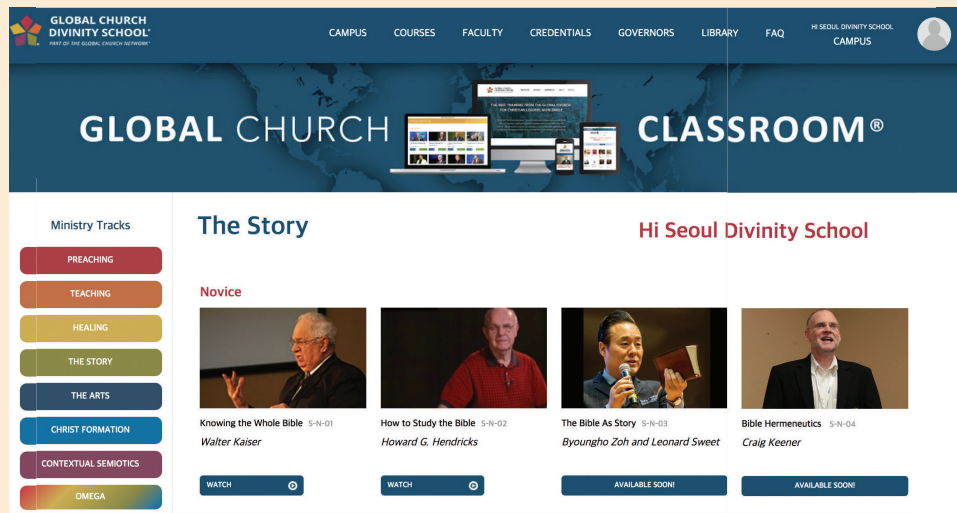 GLOBAL CHURCH
DIVINITY SCHOOL'
PART OF THE GLOBAL CHURCH NETWORK'
CAMPUS
COURSES
FACULTY
CREDENTIALS
GOVERNORS
LIBRARY
FAQ
HI SEOUL DIVINITY SCHOOL
CAMPUS
GLOBAL CHURCH
CLASSROOM®
Ministry Tracks
PREACHING
TEACHING
HEALING
THE STORY
THE ARTS
CHRIST FORMATION
CONTEXTUAL SEMIOTICS
OMEGA
The Story
Hi Seoul Divinity School
Novice
Knowing the Whole Bible S-N-01
Walter Kaiser
WATCH
How to Study the Bible S-N-02
Howard G. Hendricks
WATCH
The Bible As Story S-N-03
Byoungho Zoh and Leonard Sweet
AVAILABLE SOON!
Bible Hermeneutics S-N-04
Craig Keener
AVAILABLE SOON!